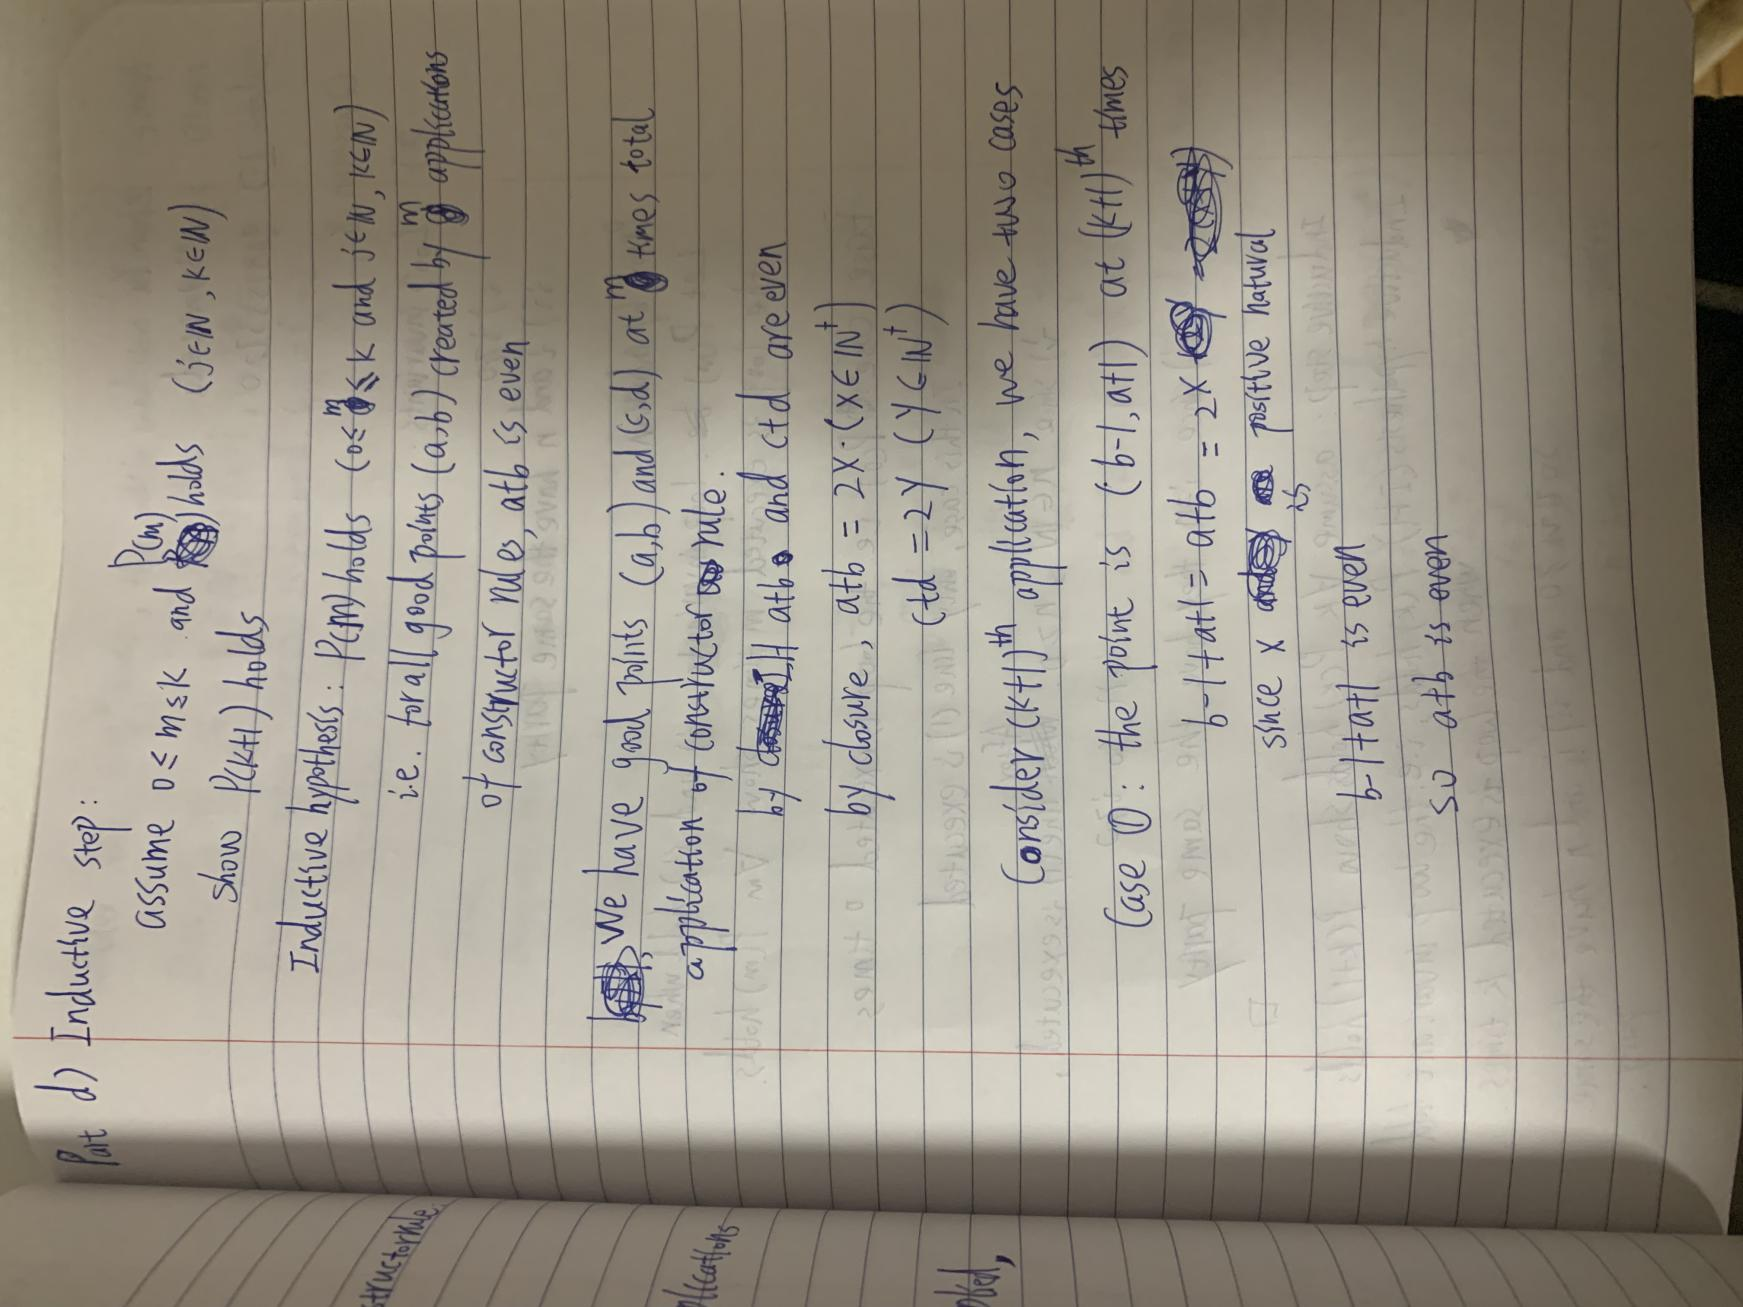 Part d) Inductive step:
assume 0 ≤ m ≤ k and P(m) holds (j∈ℕ, k∈ℕ)
show P(k+1) holds
Inductive hypothesis: P(m) holds (0 ≤ m ≤ k and j∈ℕ, k∈ℕ)
i.e. for all good points (a,b) created by m applications
of constructor rules, a+b is even
We have good points (a,b) and (c,d) at m times total
application of constructor rule.
by IH a+b and c+d are even
by closure, a+b = 2x. (x∈ℕ⁺)
c+d = 2y (y∈ℕ⁺)
Consider (k+1)ᵗʰ application, we have two cases
Case ①: the point is (b-1, a+1) at (k+1)ᵗʰ times
b-1+a+1 = a+b = 2x
since x is positive natural
b-1+a+1 is even
so a+b is even
structor rule
plications
plied,